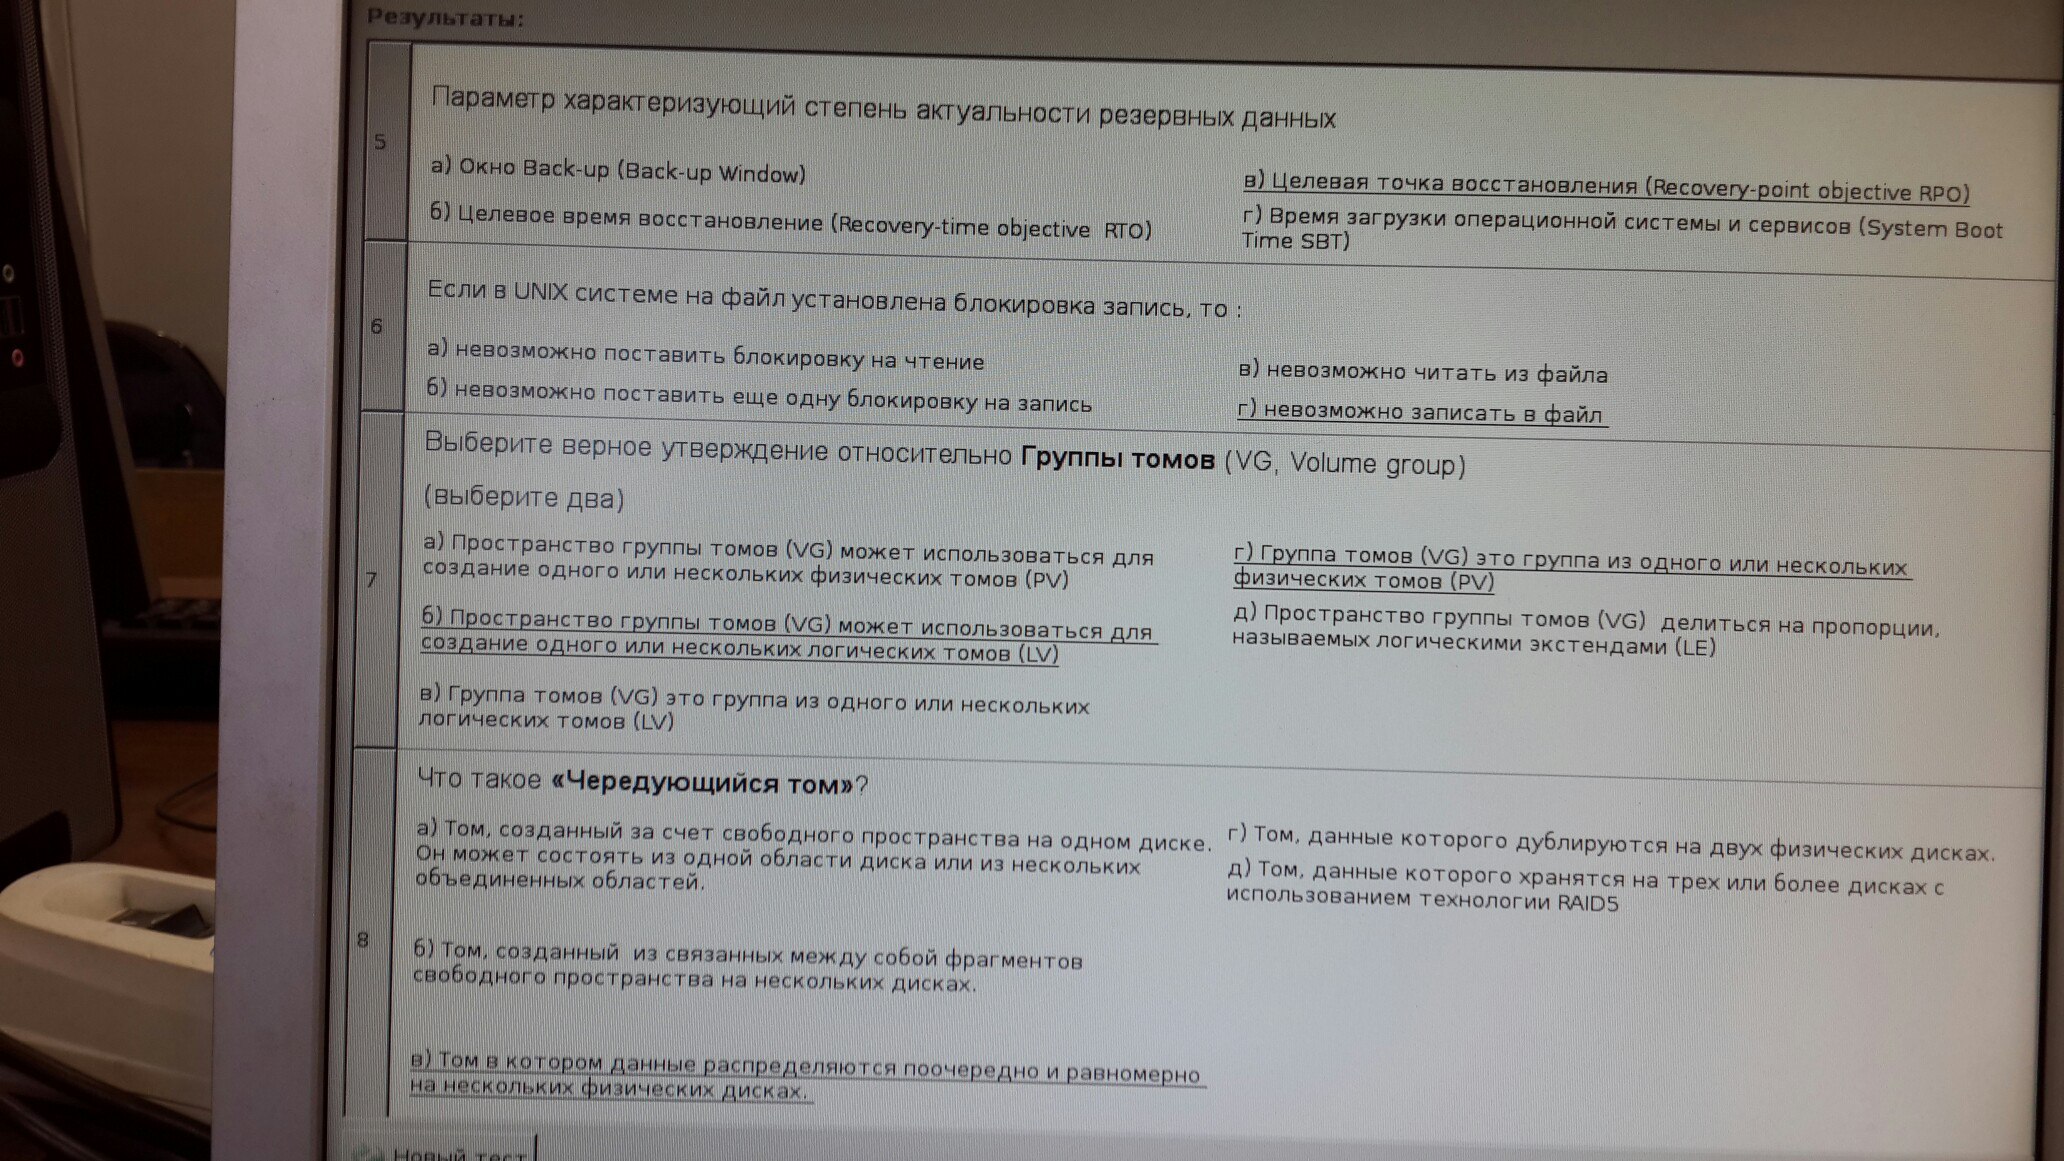 Результаты:
5
Параметр характеризующий степень актуальности резервных данных
а) Окно Back-up (Back-up Window)
б) Целевое время восстановление (Recovery-time objective RTO)
в) Целевая точка восстановления (Recovery-point objective RPO)
г) Время загрузки операционной системы и сервисов (System Boot
Time SBT)
6
Если в UNIX системе на файл установлена блокировка запись, то :
а) невозможно поставить блокировку на чтение
б) невозможно поставить еще одну блокировку на запись
в) невозможно читать из файла
г) невозможно записать в файл
7
Выберите верное утверждение относительно Группы томов (VG, Volume group)
(выберите два)
а) Пространство группы томов (VG) может использоваться для
создание одного или нескольких физических томов (PV)
б) Пространство группы томов (VG) может использоваться для
создание одного или нескольких логических томов (LV)
в) Группа томов (VG) это группа из одного или нескольких
логических томов (LV)
г) Группа томов (VG) это группа из одного или нескольких
физических томов (PV)
д) Пространство группы томов (VG) делиться на пропорции,
называемых логическими экстендами (LE)
8
Что такое «Чередующийся том»?
а) Том, созданный за счет свободного пространства на одном диске.
Он может состоять из одной области диска или из нескольких
объединенных областей.
б) Том, созданный из связанных между собой фрагментов
свободного пространства на нескольких дисках.
в) Том в котором данные распределяются поочередно и равномерно
на нескольких физических дисках.
г) Том, данные которого дублируются на двух физических дисках.
д) Том, данные которого хранятся на трех или более дисках с
использованием технологии RAID5
Новый тест